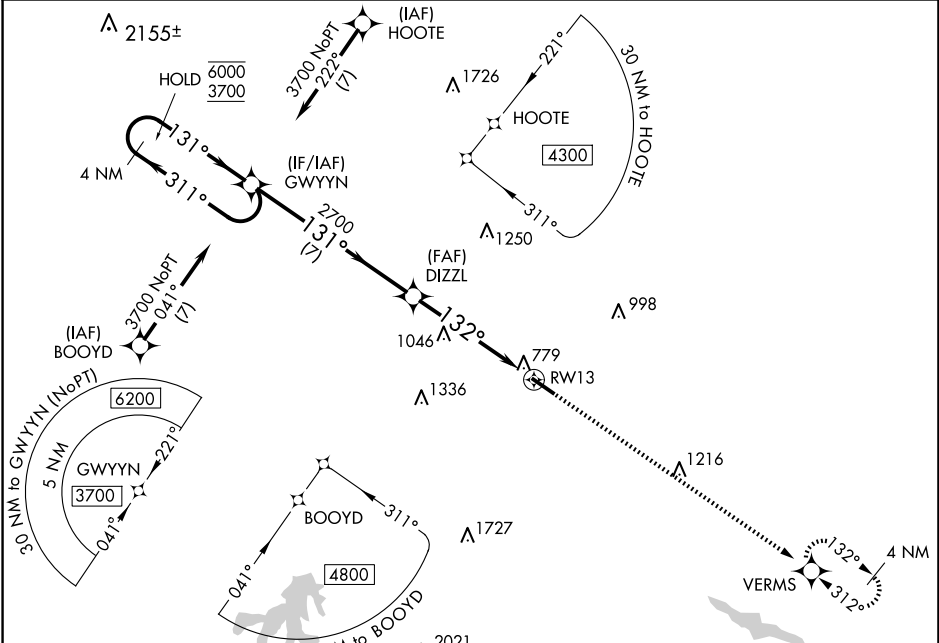 2155±
(IAF)
HOOTE
3700 NoPT
222°
(7)
HOLD 6000
3700
131°
4 NM
311°
(IF/IAF)
GWYYN
2700
131°
(7)
1726
221°
HOOTE
4300
30 NM to HOOTE
311°
1250
(FAF)
DIZZL
998
132°
1046
779
RW13
3700 NoPT
041°
(7)
(IAF)
BOOYD
1336
30 NM to GWYYN (NoPT)
6200
5 NM
221°
GWYYN
3700
041°
1216
BOOYD
311°
041°
4800
to BOOYD
1727
132°
4 NM
312°
VERMS
2021